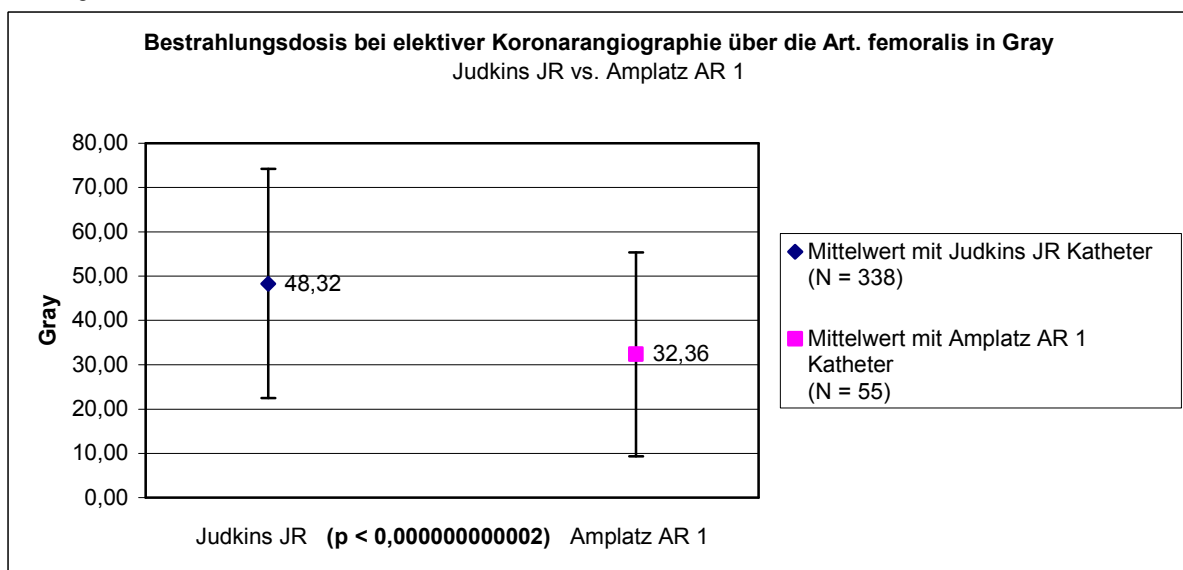 Bestrahlungsdosis bei elektiver Koronarangiographie über die Art. femoralis in Gray
Judkins JR vs. Amplatz AR 1
80,00
70,00
60,00
50,00
40,00
30,00
20,00
10,00
0,00
Gray
48,32
32,36
Judkins JR (p < 0,000000000002) Amplatz AR 1
Mittelwert mit Judkins JR Katheter
(N = 338)
Mittelwert mit Amplatz AR 1
Katheter
(N = 55)